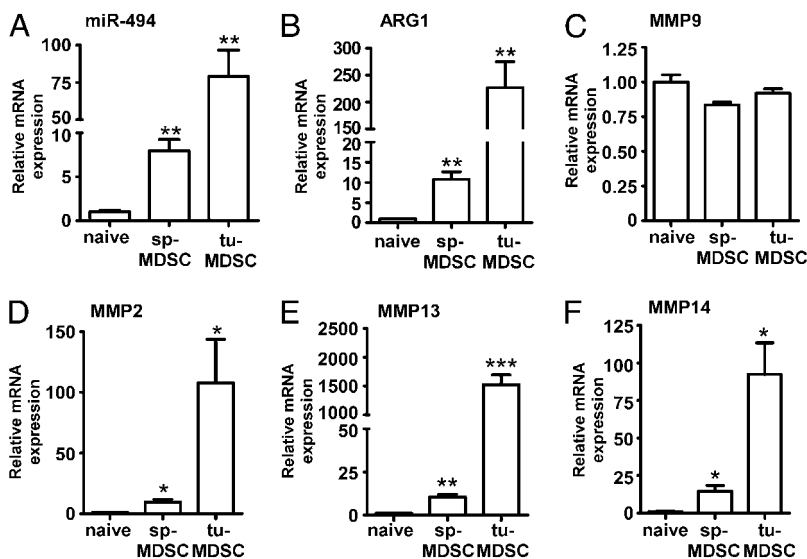 A
miR-494
Relative mRNA
expression
100
75
50
10
5
0
**
**
naive
sp-
MDSC
tu-
MDSC
B
ARG1
Relative mRNA
expression
300
250
200
150
20
15
10
5
0
**
**
naive
sp-
MDSC
tu-
MDSC
C
MMP9
Relative mRNA
expression
1.25
1.00
0.75
0.50
0.25
0
naive
sp-
MDSC
tu-
MDSC
D
MMP2
Relative mRNA
expression
150
100
50
0
*
*
naive
sp-
MDSC
tu-
MDSC
E
MMP13
Relative mRNA
expression
2500
2000
1500
1000
50
25
0
**
***
naive
sp-
MDSC
tu-
MDSC
F
MMP14
Relative mRNA
expression
125
100
75
50
25
0
*
*
naive
sp-
MDSC
tu-
MDSC